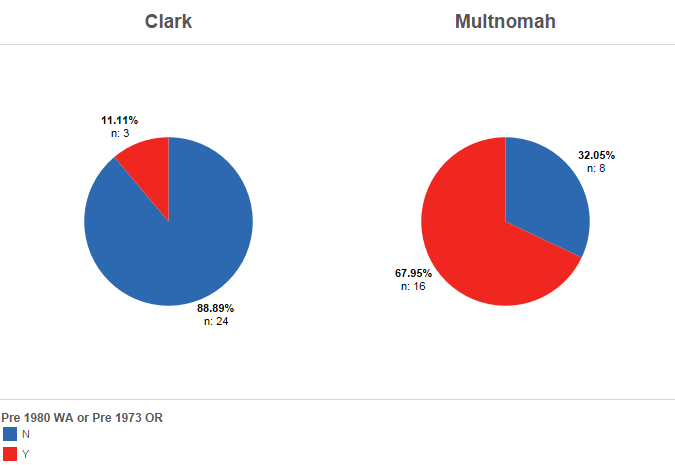 Clark
Multnomah
11.11%
n: 3
88.89%
n: 24
32.05%
n: 8
67.95%
n: 16
Pre 1980 WA or Pre 1973 OR
N
Y